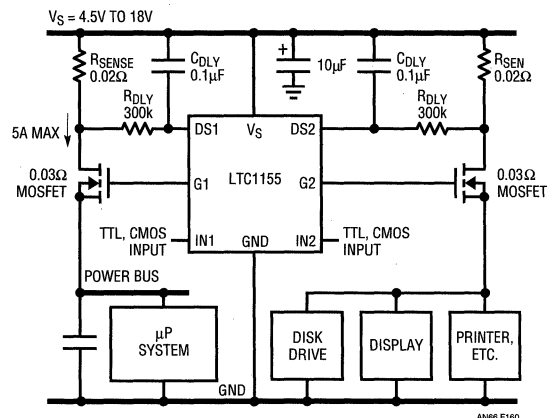 VS = 4.5V TO 18V
RSENSE
0.02Ω
CDLY
0.1µF
+
10µF
CDLY
0.1µF
RSEN
0.02Ω
RDLY
300k
RDLY
300k
5A MAX
DS1
VS
DS2
0.03Ω
MOSFET
G1
LTC1155
G2
0.03Ω
MOSFET
TTL, CMOS
INPUT
IN1
GND
IN2
TTL, CMOS
INPUT
POWER BUS
µP
SYSTEM
DISK
DRIVE
DISPLAY
PRINTER,
ETC.
GND
AN66 F160